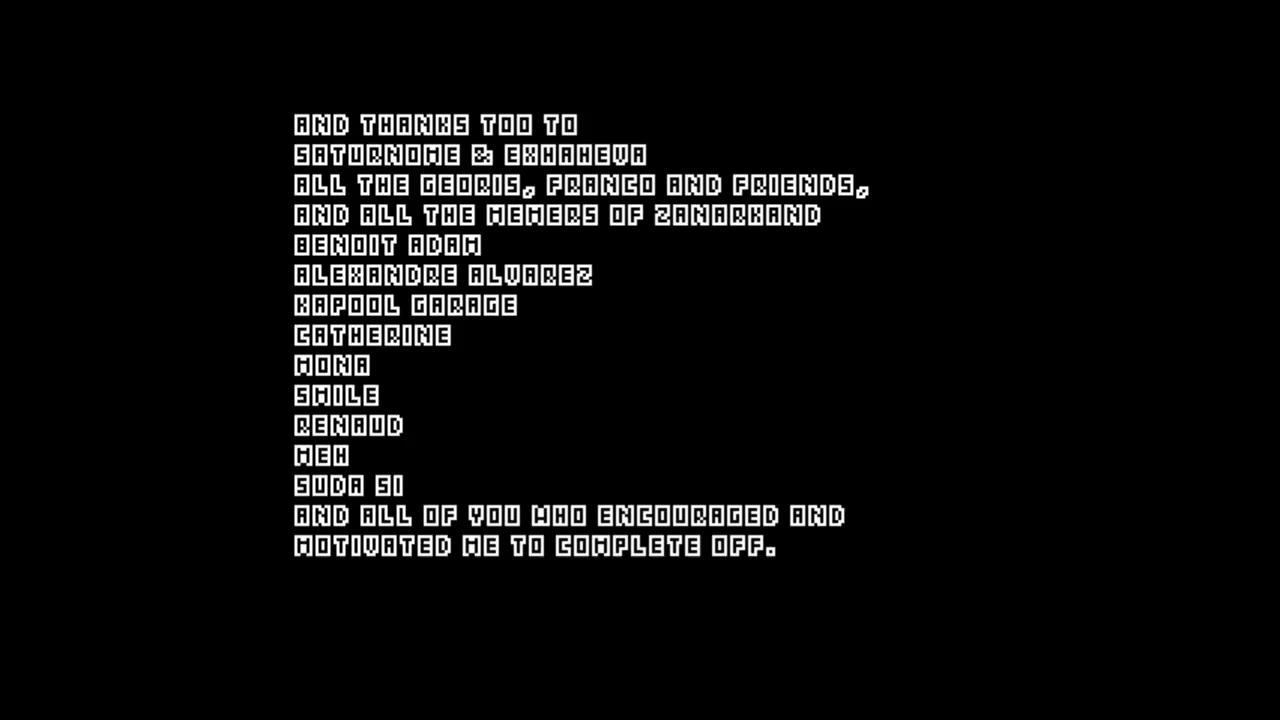 AND THANKS TOO TO
SATURNOME & EXHAHEVA
ALL THE GEORIS, FRANCO AND FRIENDS,
AND ALL THE MEMERS OF ZANARKAND
BENOIT ADAM
ALEXANDRE ALVAREZ
KAPOOL GARAGE
CATHERINE
MONA
SMILE
RENAUD
MEH
SUDA 51
AND ALL OF YOU WHO ENCOURAGED AND
MOTIVATED ME TO COMPLETE OFF.